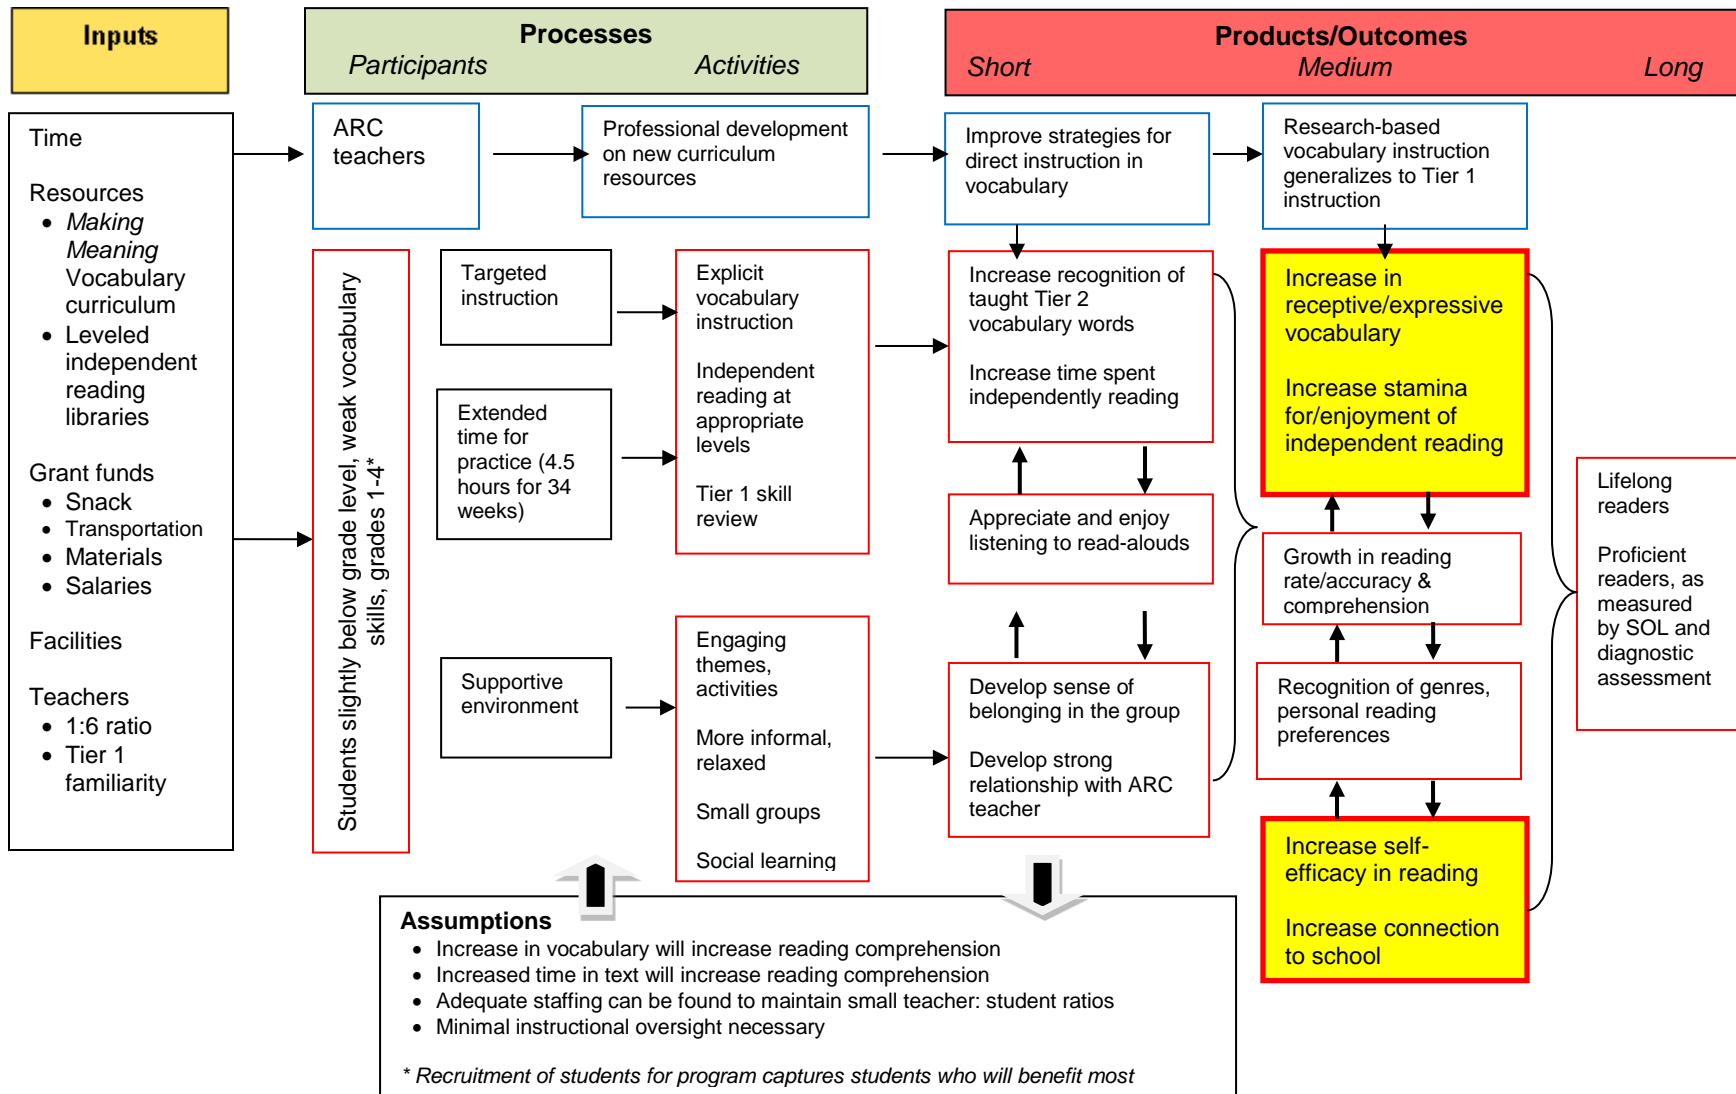 Inputs
Processes
Participants
Activities
Products/Outcomes
Short
Medium
Long
Time
Resources
• Making
Meaning
Vocabulary
curriculum
• Leveled
independent
reading
libraries
Grant funds
• Snack
• Transportation
• Materials
• Salaries
Facilities
Teachers
• 1:6 ratio
• Tier 1
familiarity
ARC
teachers
Professional development
on new curriculum
resources
Improve strategies for
direct instruction in
vocabulary
Research-based
vocabulary instruction
generalizes to Tier 1
instruction
Students slightly below grade level, weak vocabulary
skills, grades 1-4*
Targeted
instruction
Extended
time for
practice (4.5
hours for 34
weeks)
Supportive
environment
Explicit
vocabulary
instruction
Independent
reading at
appropriate
levels
Tier 1 skill
review
Engaging
themes,
activities
More informal,
relaxed
Small groups
Social learning
Increase recognition of
taught Tier 2
vocabulary words
Increase time spent
independently reading
Appreciate and enjoy
listening to read-alouds
Develop sense of
belonging in the group
Develop strong
relationship with ARC
teacher
Increase in
receptive/expressive
vocabulary
Increase stamina
for/enjoyment of
independent reading
Growth in reading
rate/accuracy &
comprehension
Recognition of genres,
personal reading
preferences
Increase self-
efficacy in reading
Increase connection
to school
Lifelong
readers
Proficient
readers, as
measured
by SOL and
diagnostic
assessment
Assumptions
• Increase in vocabulary will increase reading comprehension
• Increased time in text will increase reading comprehension
• Adequate staffing can be found to maintain small teacher: student ratios
• Minimal instructional oversight necessary
* Recruitment of students for program captures students who will benefit most